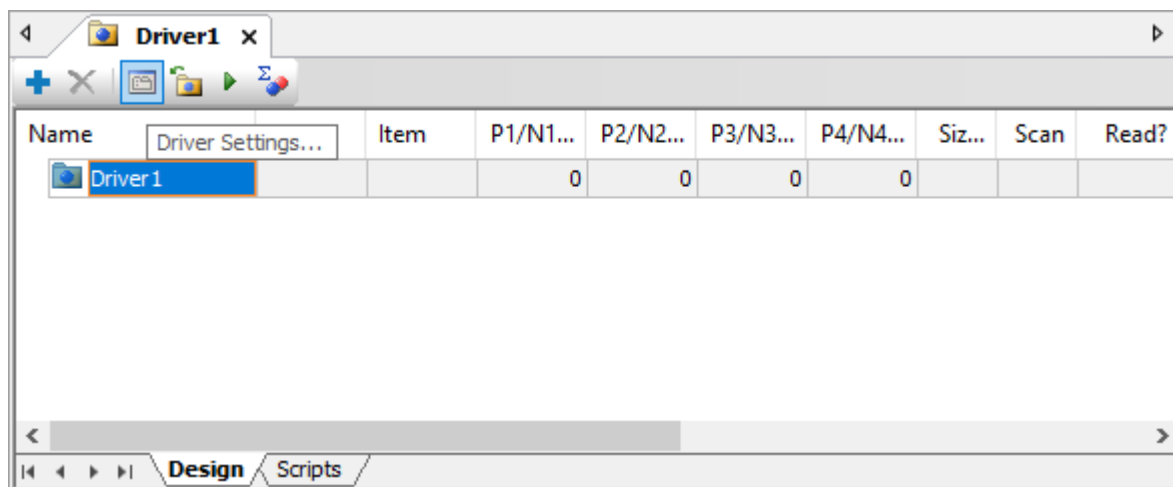 Driver1
Name Item P1/N1... P2/N2... P3/N3... P4/N4... Siz... Scan Read?
Driver Settings...
Driver1 0 0 0 0
Design Scripts